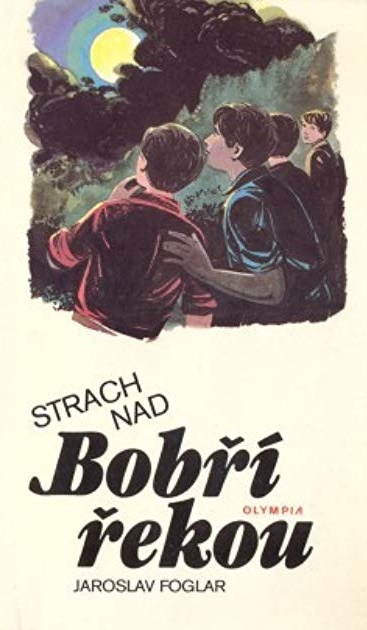 STRACH
NAD
Bobří
OLYMPIA
řekou
JAROSLAV FOGLAR